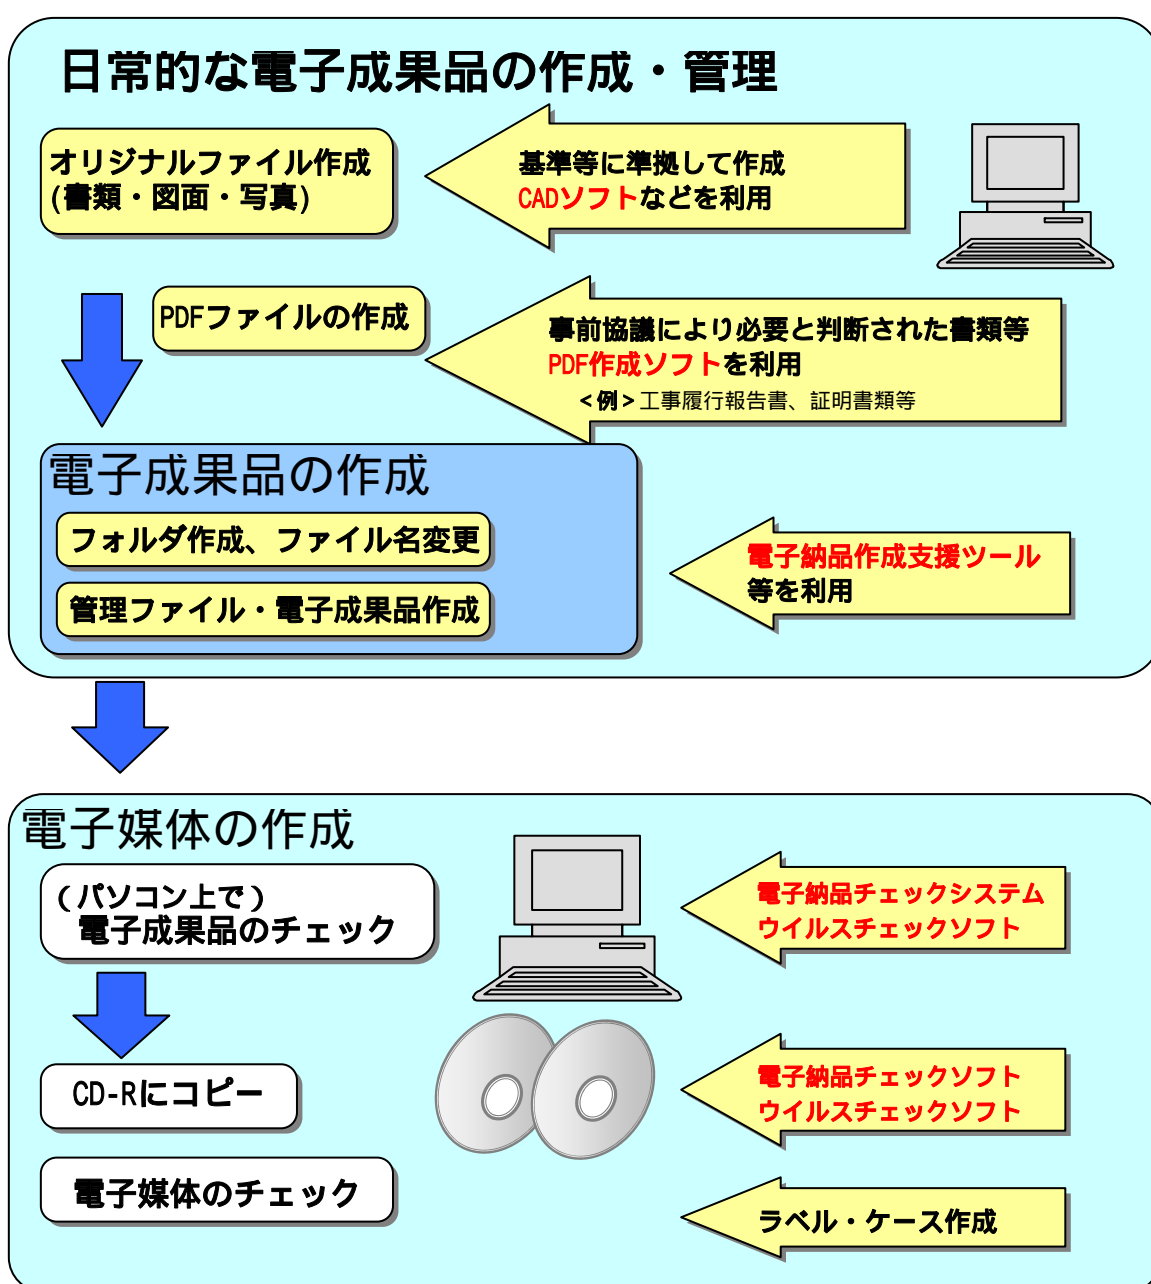 日常的な電子成果品の作成・管理
オリジナルファイル作成
(書類・図面・写真)
基準等に準拠して作成
CADソフトなどを利用
PDFファイルの作成
事前協議により必要と判断された書類等
PDF作成ソフトを利用
＜例＞工事履行報告書、証明書類等
電子成果品の作成
フォルダ作成、ファイル名変更
管理ファイル・電子成果品作成
電子納品作成支援ツール
等を利用
電子媒体の作成
（パソコン上で）
電子成果品のチェック
電子納品チェックシステム
ウイルスチェックソフト
CD-Rにコピー
電子納品チェックソフト
ウイルスチェックソフト
電子媒体のチェック
ラベル・ケース作成